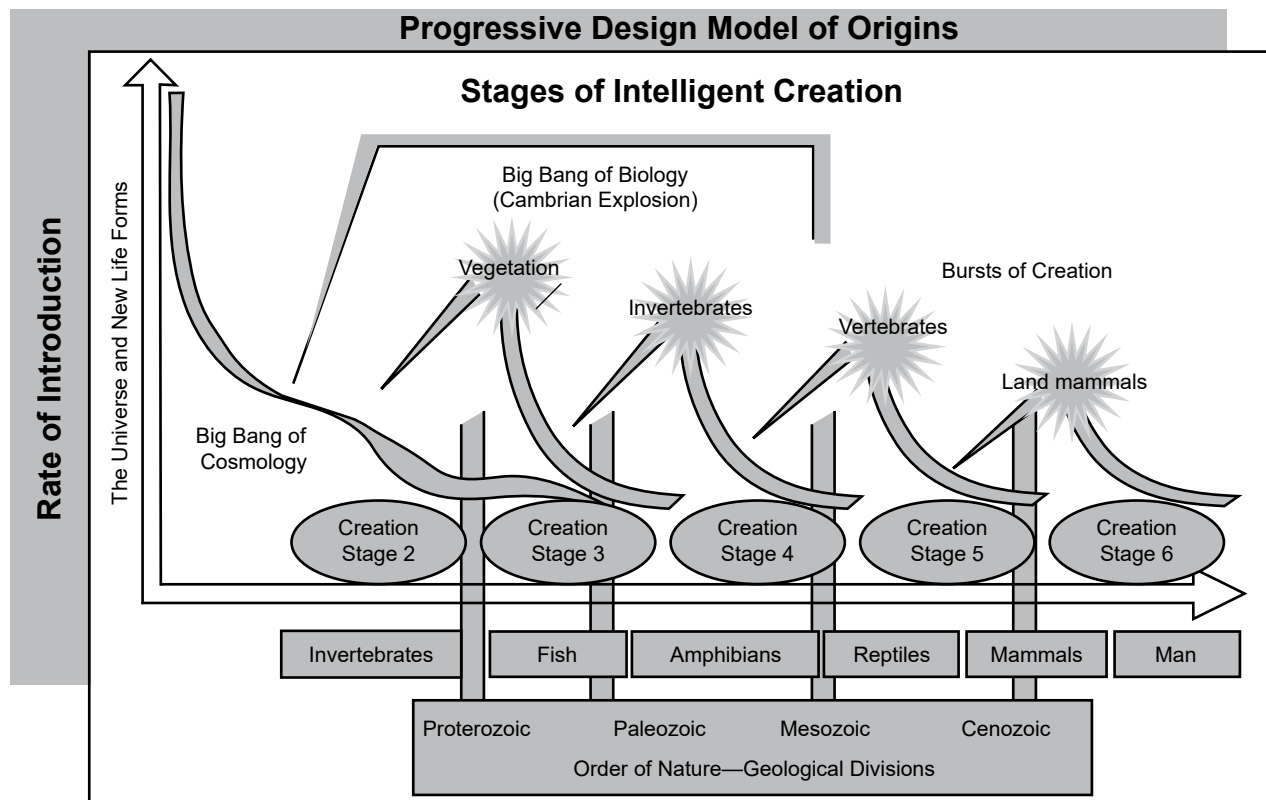 Progressive Design Model of Origins
Stages of Intelligent Creation
Rate of Introduction
The Universe and New Life Forms
Big Bang of Biology
(Cambrian Explosion)
Vegetation
Bursts of Creation
Invertebrates
Vertebrates
Land mammals
Big Bang of
Cosmology
Creation
Stage 2
Creation
Stage 3
Creation
Stage 4
Creation
Stage 5
Creation
Stage 6
Invertebrates
Fish
Amphibians
Reptiles
Mammals
Man
Proterozoic
Paleozoic
Mesozoic
Cenozoic
Order of Nature—Geological Divisions